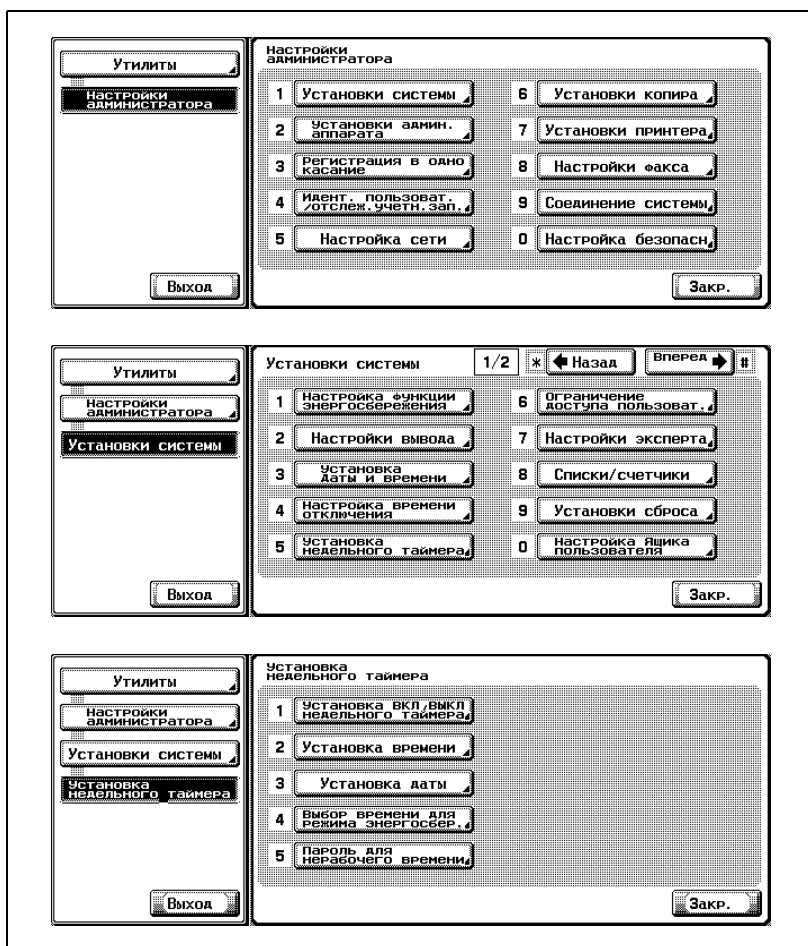 Утилиты
Настройки
администратора
Выход
Настройки
администратора
1 Установки системы
2 Установки админ.
аппарата
3 Регистрация в одно
касание
4 Идент. пользоват.
/отслеж.учетн.зап.
5 Настройка сети
6 Установки копира
7 Установки принтера
8 Настройки факса
9 Соединение системы
0 Настройка безопасн
Закр.
Утилиты
Настройки
администратора
Установки системы
Выход
Установки системы 1/2 * Назад Вперед #
1 Настройка функции
энергосбережения
2 Настройки вывода
3 Установка
даты и времени
4 Настройка времени
отключения
5 Установка
недельного таймера
6 Ограничение
доступа пользоват.
7 Настройки эксперта
8 Списки/счетчики
9 Установки сброса
0 Настройка Ящика
пользователя
Закр.
Утилиты
Настройки
администратора
Установки системы
Установка
недельного таймера
Выход
Установка
недельного таймера
1 Установка ВКЛ/ВЫКЛ
недельного таймера
2 Установка времени
3 Установка даты
4 Выбор времени для
режима энергосбер.
5 Пароль для
нерабочего времени
Закр.